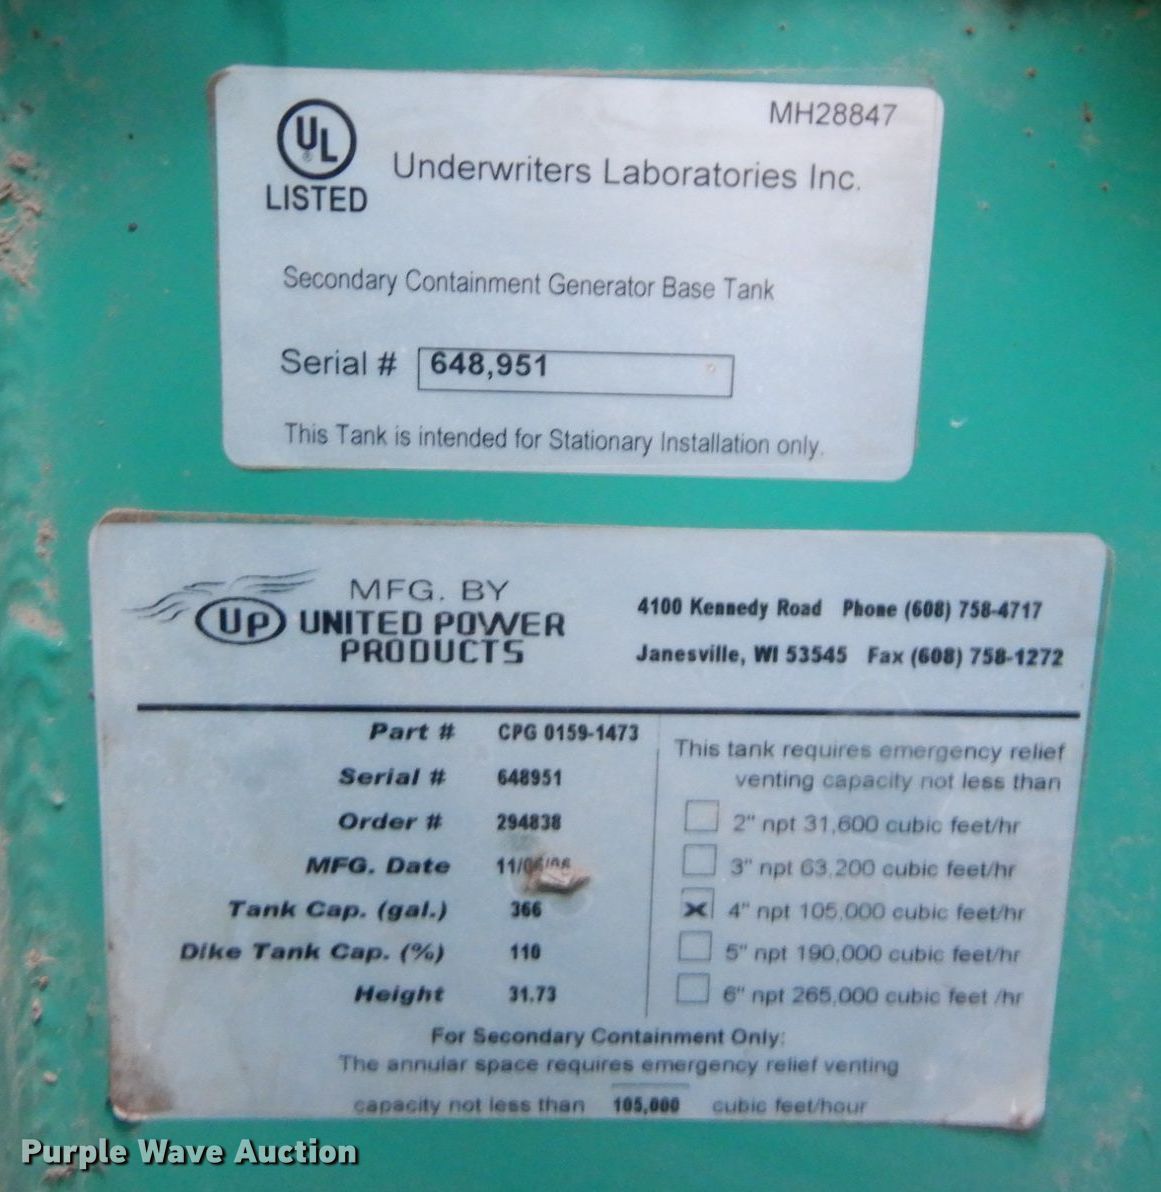 MH28847
UL
®
LISTED
Underwriters Laboratories Inc.
Secondary Containment Generator Base Tank
Serial # 648,951
This Tank is intended for Stationary Installation only.
UP
MFG. BY
UNITED POWER
PRODUCTS
4100 Kennedy Road Phone (608) 758-4717
Janesville, WI 53545 Fax (608) 758-1272
Part # CPG 0159-1473
Serial # 648951
Order # 294838
MFG. Date
Tank Cap. (gal.) 366
Dike Tank Cap. (%) 110
Height 31.73
This tank requires emergency relief
venting capacity not less than
2" npt 31,600 cubic feet/hr
3" npt 63,200 cubic feet/hr
X 4" npt 105,000 cubic feet/hr
5" npt 190,000 cubic feet/hr
6" npt 265,000 cubic feet /hr
For Secondary Containment Only:
The annular space requires emergency relief venting
capacity not less than 105,000 cubic feet/hour
Purple Wave Auction